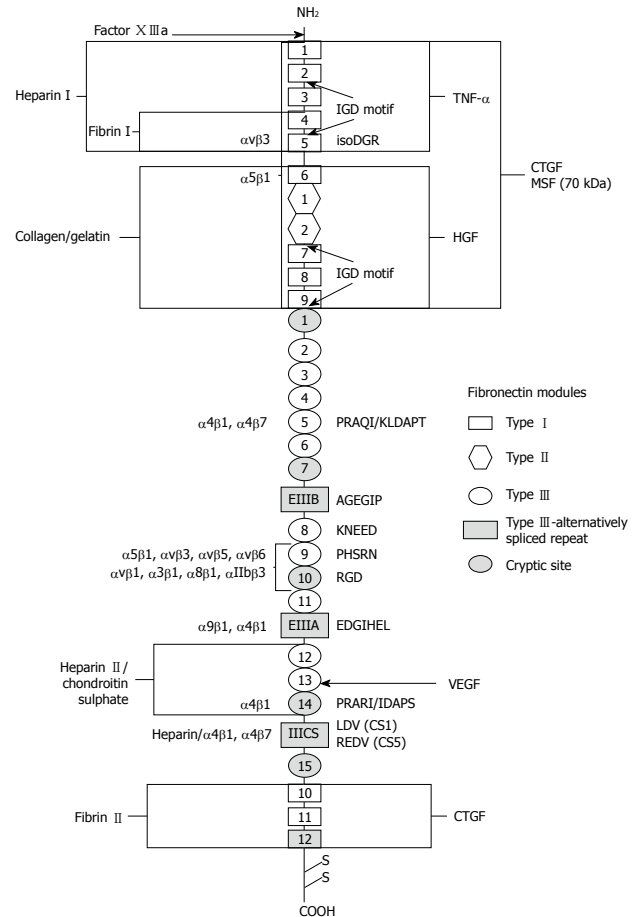 NH₂
Factor ⅩⅢa
1
2
Heparin Ⅰ
3
IGD motif
TNF-α
4
Fibrin Ⅰ
αvβ3
5
isoDGR
α5β1
6
CTGF
MSF (70 kDa)
1
Collagen/gelatin
2
HGF
7
IGD motif
8
9
1
2
3
4
Fibronectin modules
α4β1, α4β7
5
PRAQI/KLDAPT
Type Ⅰ
6
Type Ⅱ
7
EⅢB
AGEGIP
Type Ⅲ
8
KNEED
Type Ⅲ-alternatively
spliced repeat
α5β1, αvβ3, αvβ5, αvβ6
9
PHSRN
αvβ1, α3β1, α8β1, αIIbβ3
10
RGD
Cryptic site
11
α9β1, α4β1
EⅢA
EDGIHEL
12
Heparin Ⅱ/
chondroitin
sulphate
13
VEGF
α4β1
14
PRARI/IDAPS
Heparin/α4β1, α4β7
ⅢCS
LDV (CS1)
REDV (CS5)
15
10
Fibrin Ⅱ
11
CTGF
12
S
S
COOH